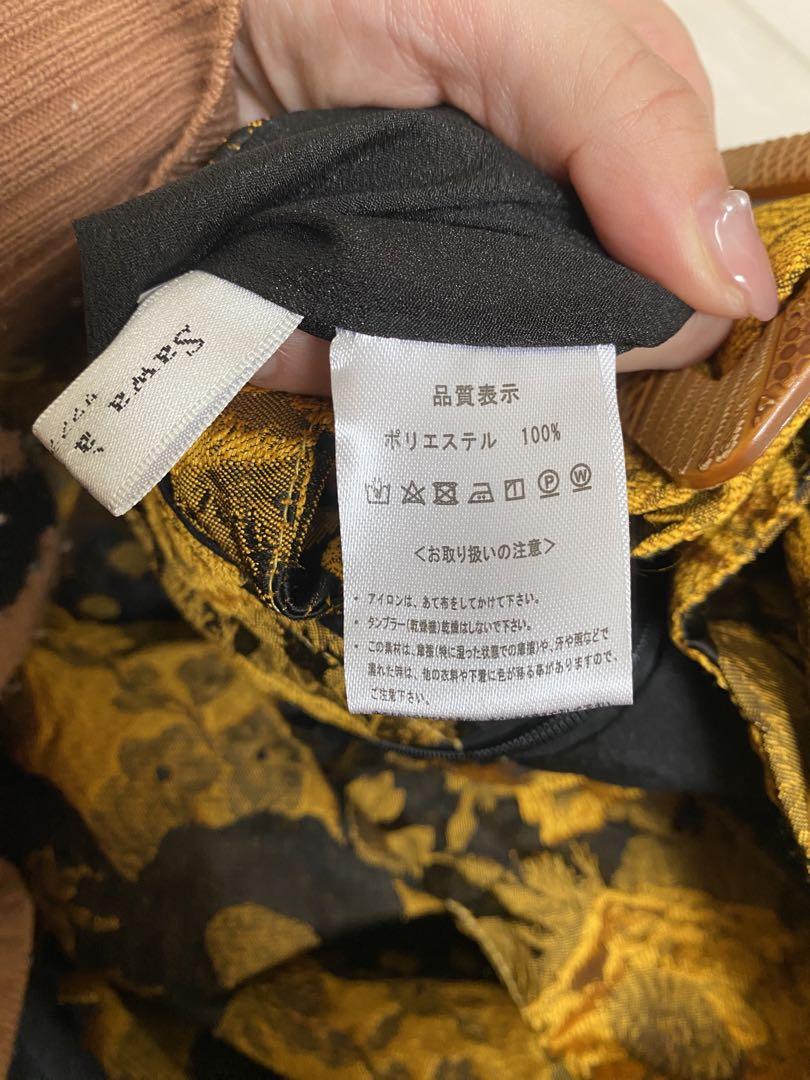 Sawa
品質表示
ポリエステル 100%
P W
<お取り扱いの注意>
・アイロンは、あて布をしてかけて下さい。
・タンブラー(乾燥機)乾燥はしないで下さい。
・この素材は、摩擦(特に湿った状態での摩擦)や、汗や雨などで
濡れた時は、他の衣料や下着に色が移る事がありますので、
ご注意下さい。